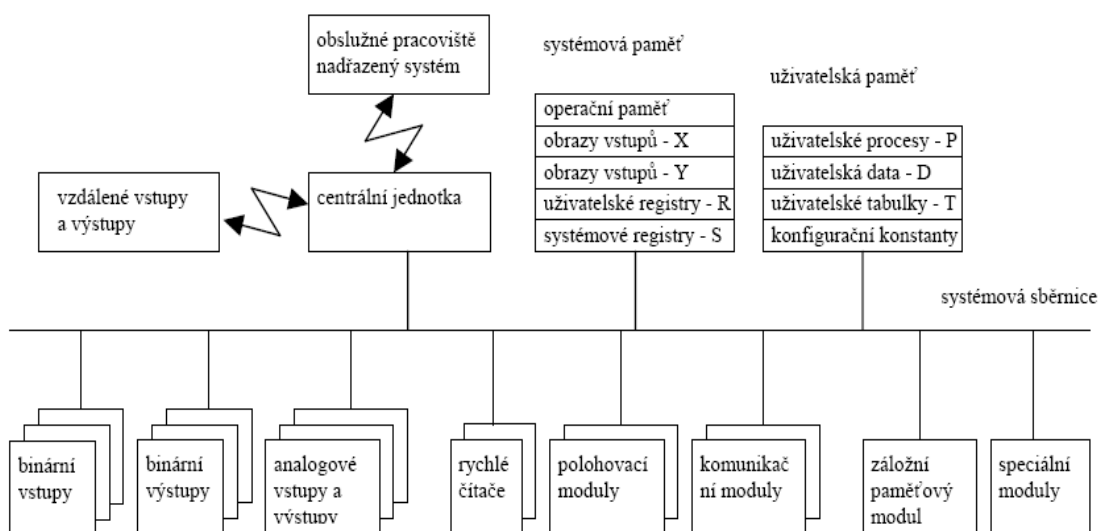 obslužné pracoviště
nadřazený systém
systémová paměť
uživatelská paměť
operační paměť
obrazy vstupů - X
obrazy vstupů - Y
uživatelské registry - R
systémové registry - S
uživatelské procesy - P
uživatelská data - D
uživatelské tabulky - T
konfigurační konstanty
vzdálené vstupy
a výstupy
centrální jednotka
systémová sběrnice
binární
vstupy
binární
výstupy
analogové
vstupy a
výstupy
rychlé
čítače
polohovací
moduly
komunikač
ní moduly
záložní
paměťový
modul
speciální
moduly